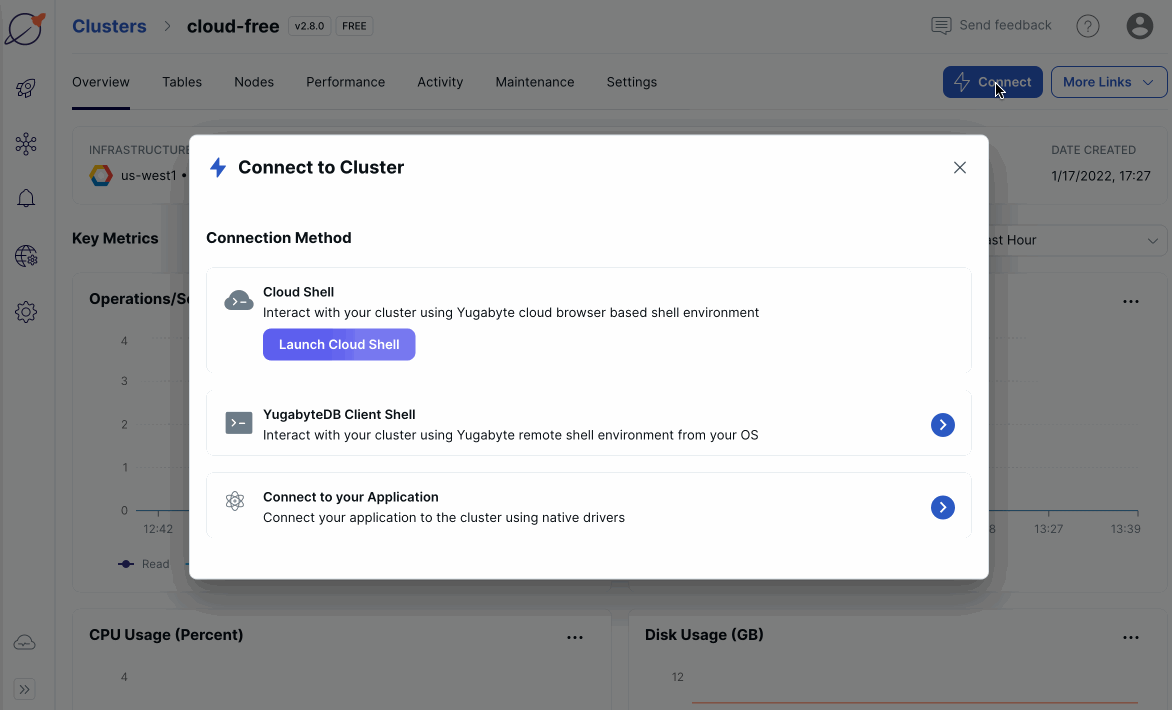 Clusters > cloud-free v2.8.0 FREE Send feedback
Overview Tables Nodes Performance Activity Maintenance Settings Connect More Links
INFRASTRUCTURE DATE CREATED
us-west1 • 1/17/2022, 17:27
Key Metrics Hour
Connect to Cluster
Connection Method
Cloud Shell
Interact with your cluster using Yugabyte cloud browser based shell environment
Launch Cloud Shell
YugabyteDB Client Shell
Interact with your cluster using Yugabyte remote shell environment from your OS
Connect to your Application
Connect your application to the cluster using native drivers
4
3
2
1
0
12:42 13:27 13:39
Read
CPU Usage (Percent) Disk Usage (GB)
4 12